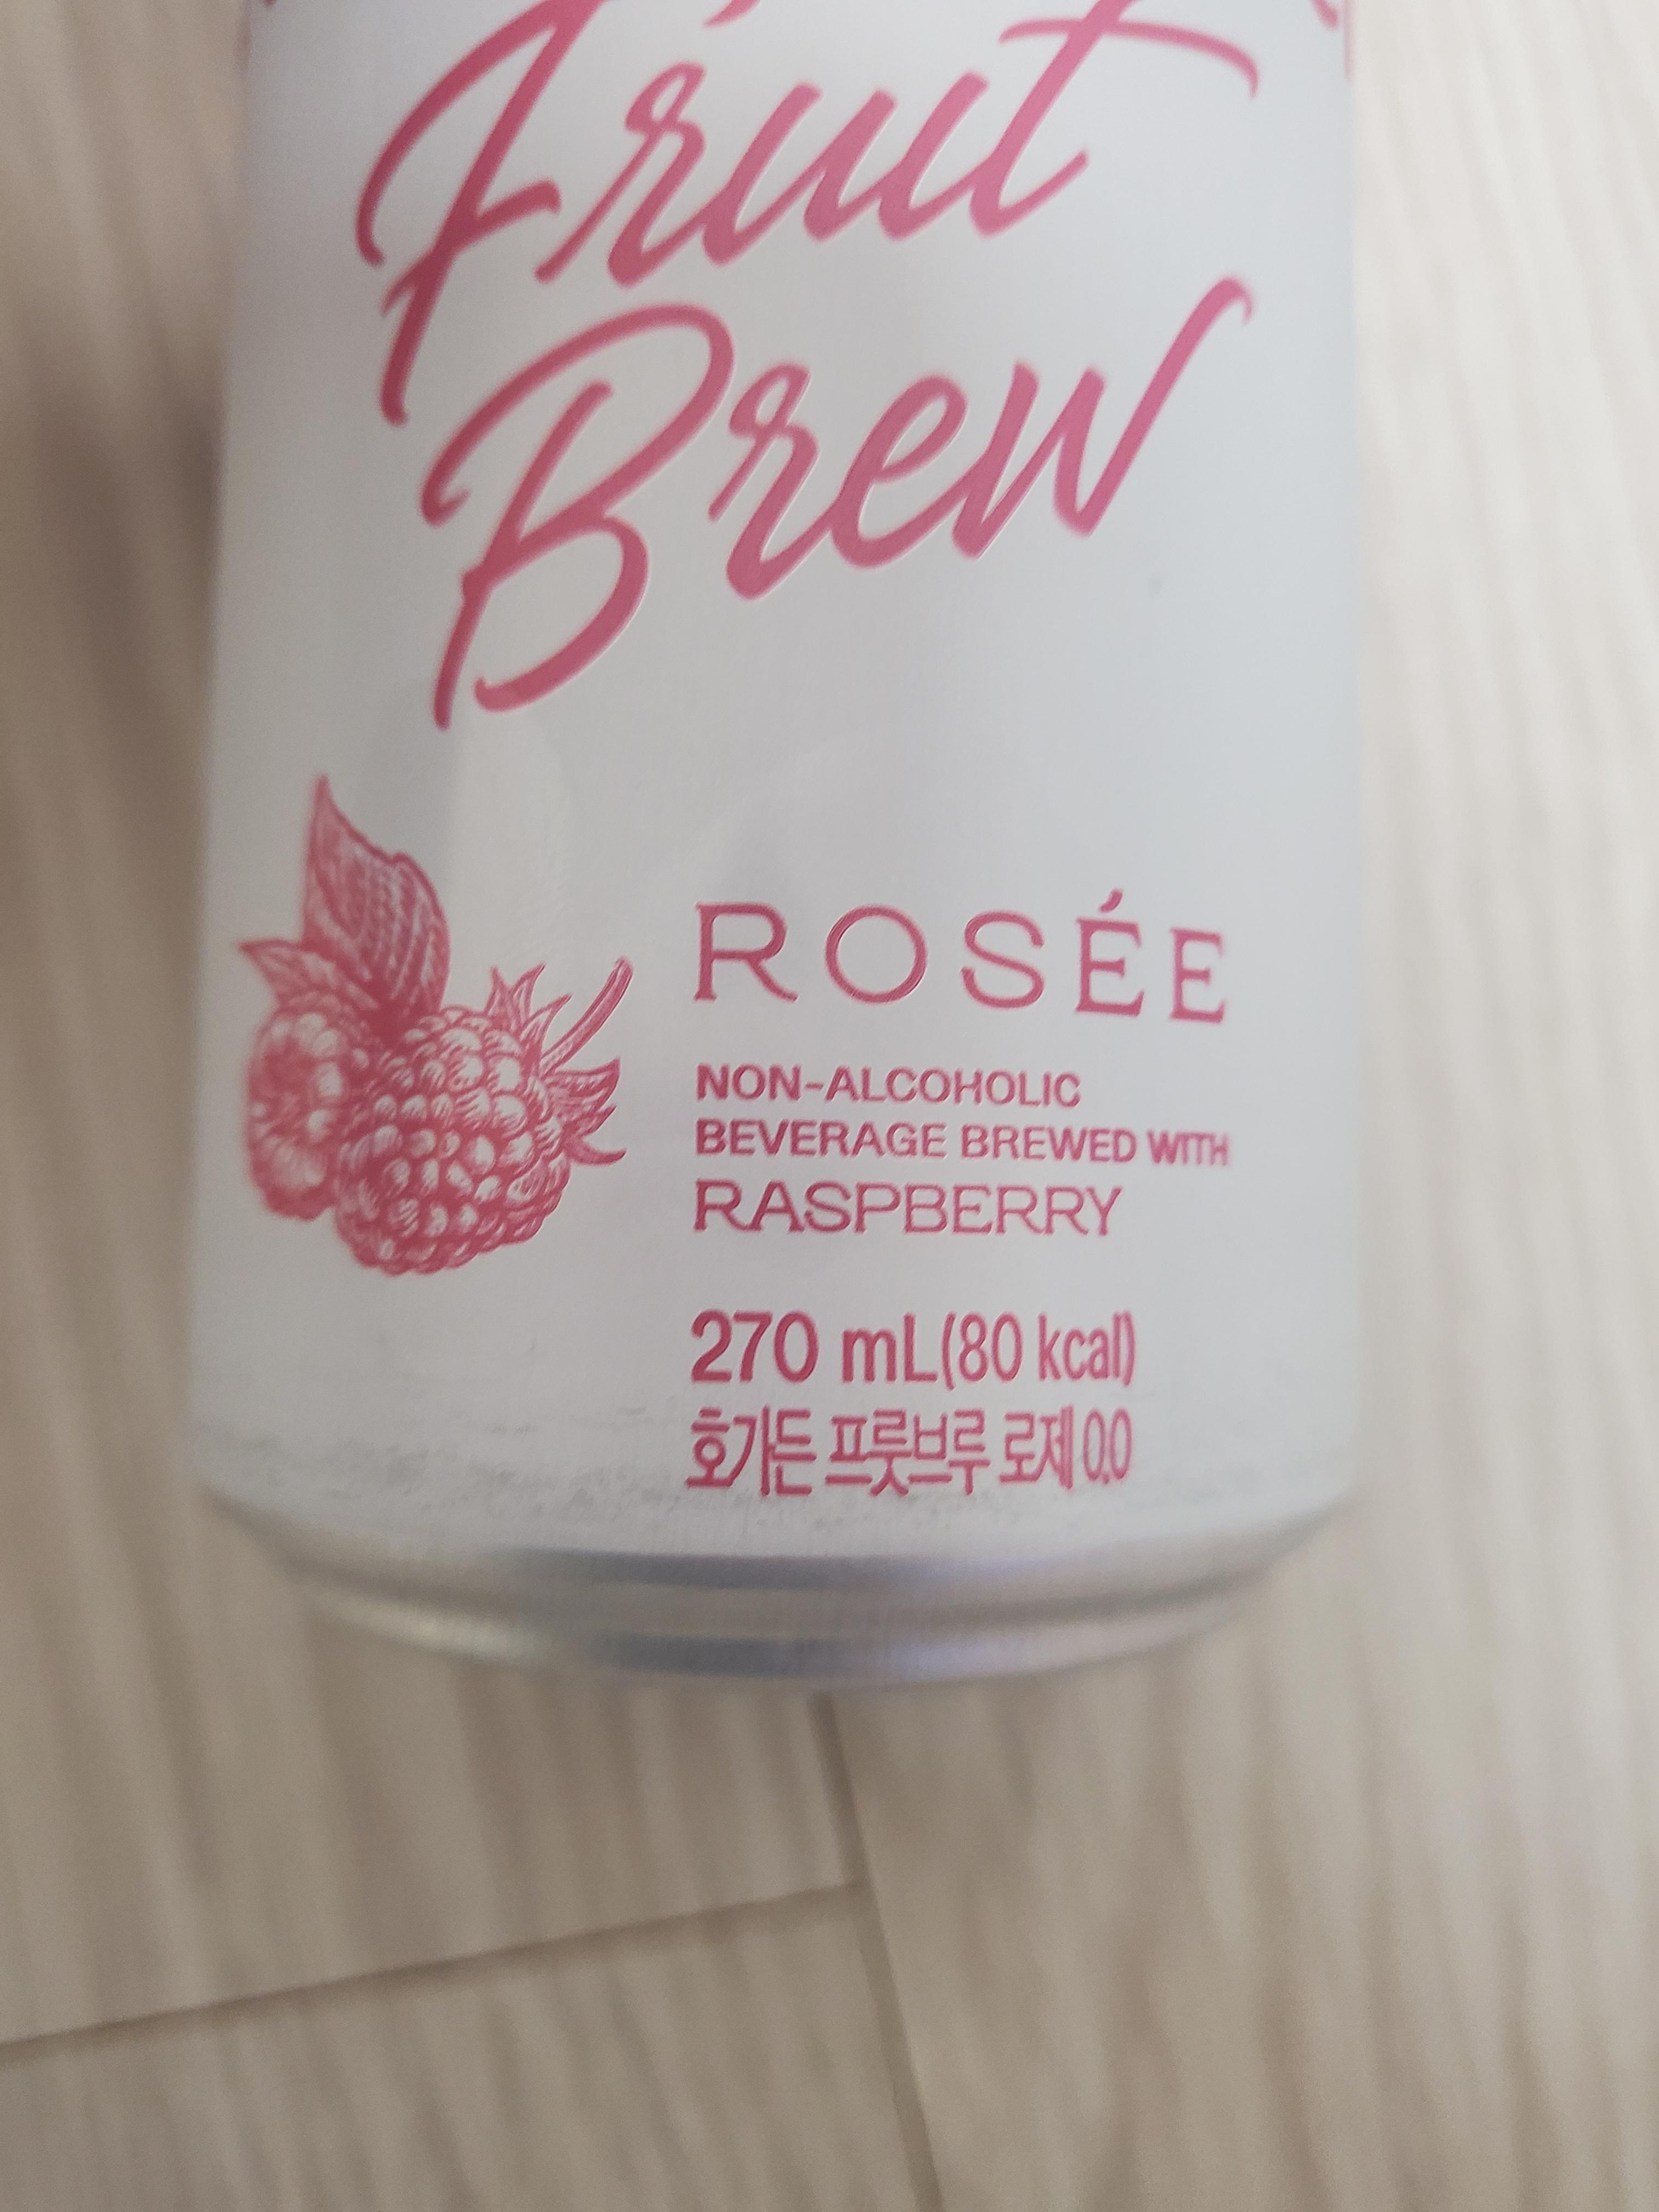 Fruit
Brew
ROSÉE
NON-ALCOHOLIC
BEVERAGE BREWED WITH
RASPBERRY
270 mL(80 kcal)
호가든 프룻브루 로제 0.0